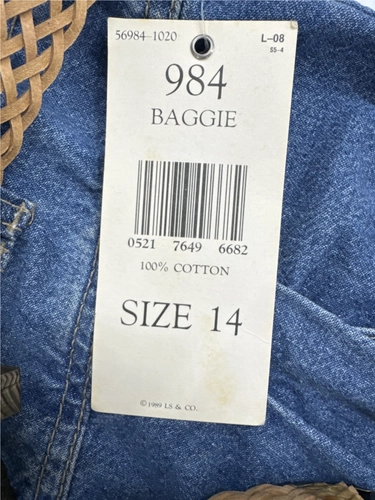 56984-1020
L-08
S5-4
984
BAGGIE
0521 7649 6682
100% COTTON
SIZE 14
©1989 LS & CO.